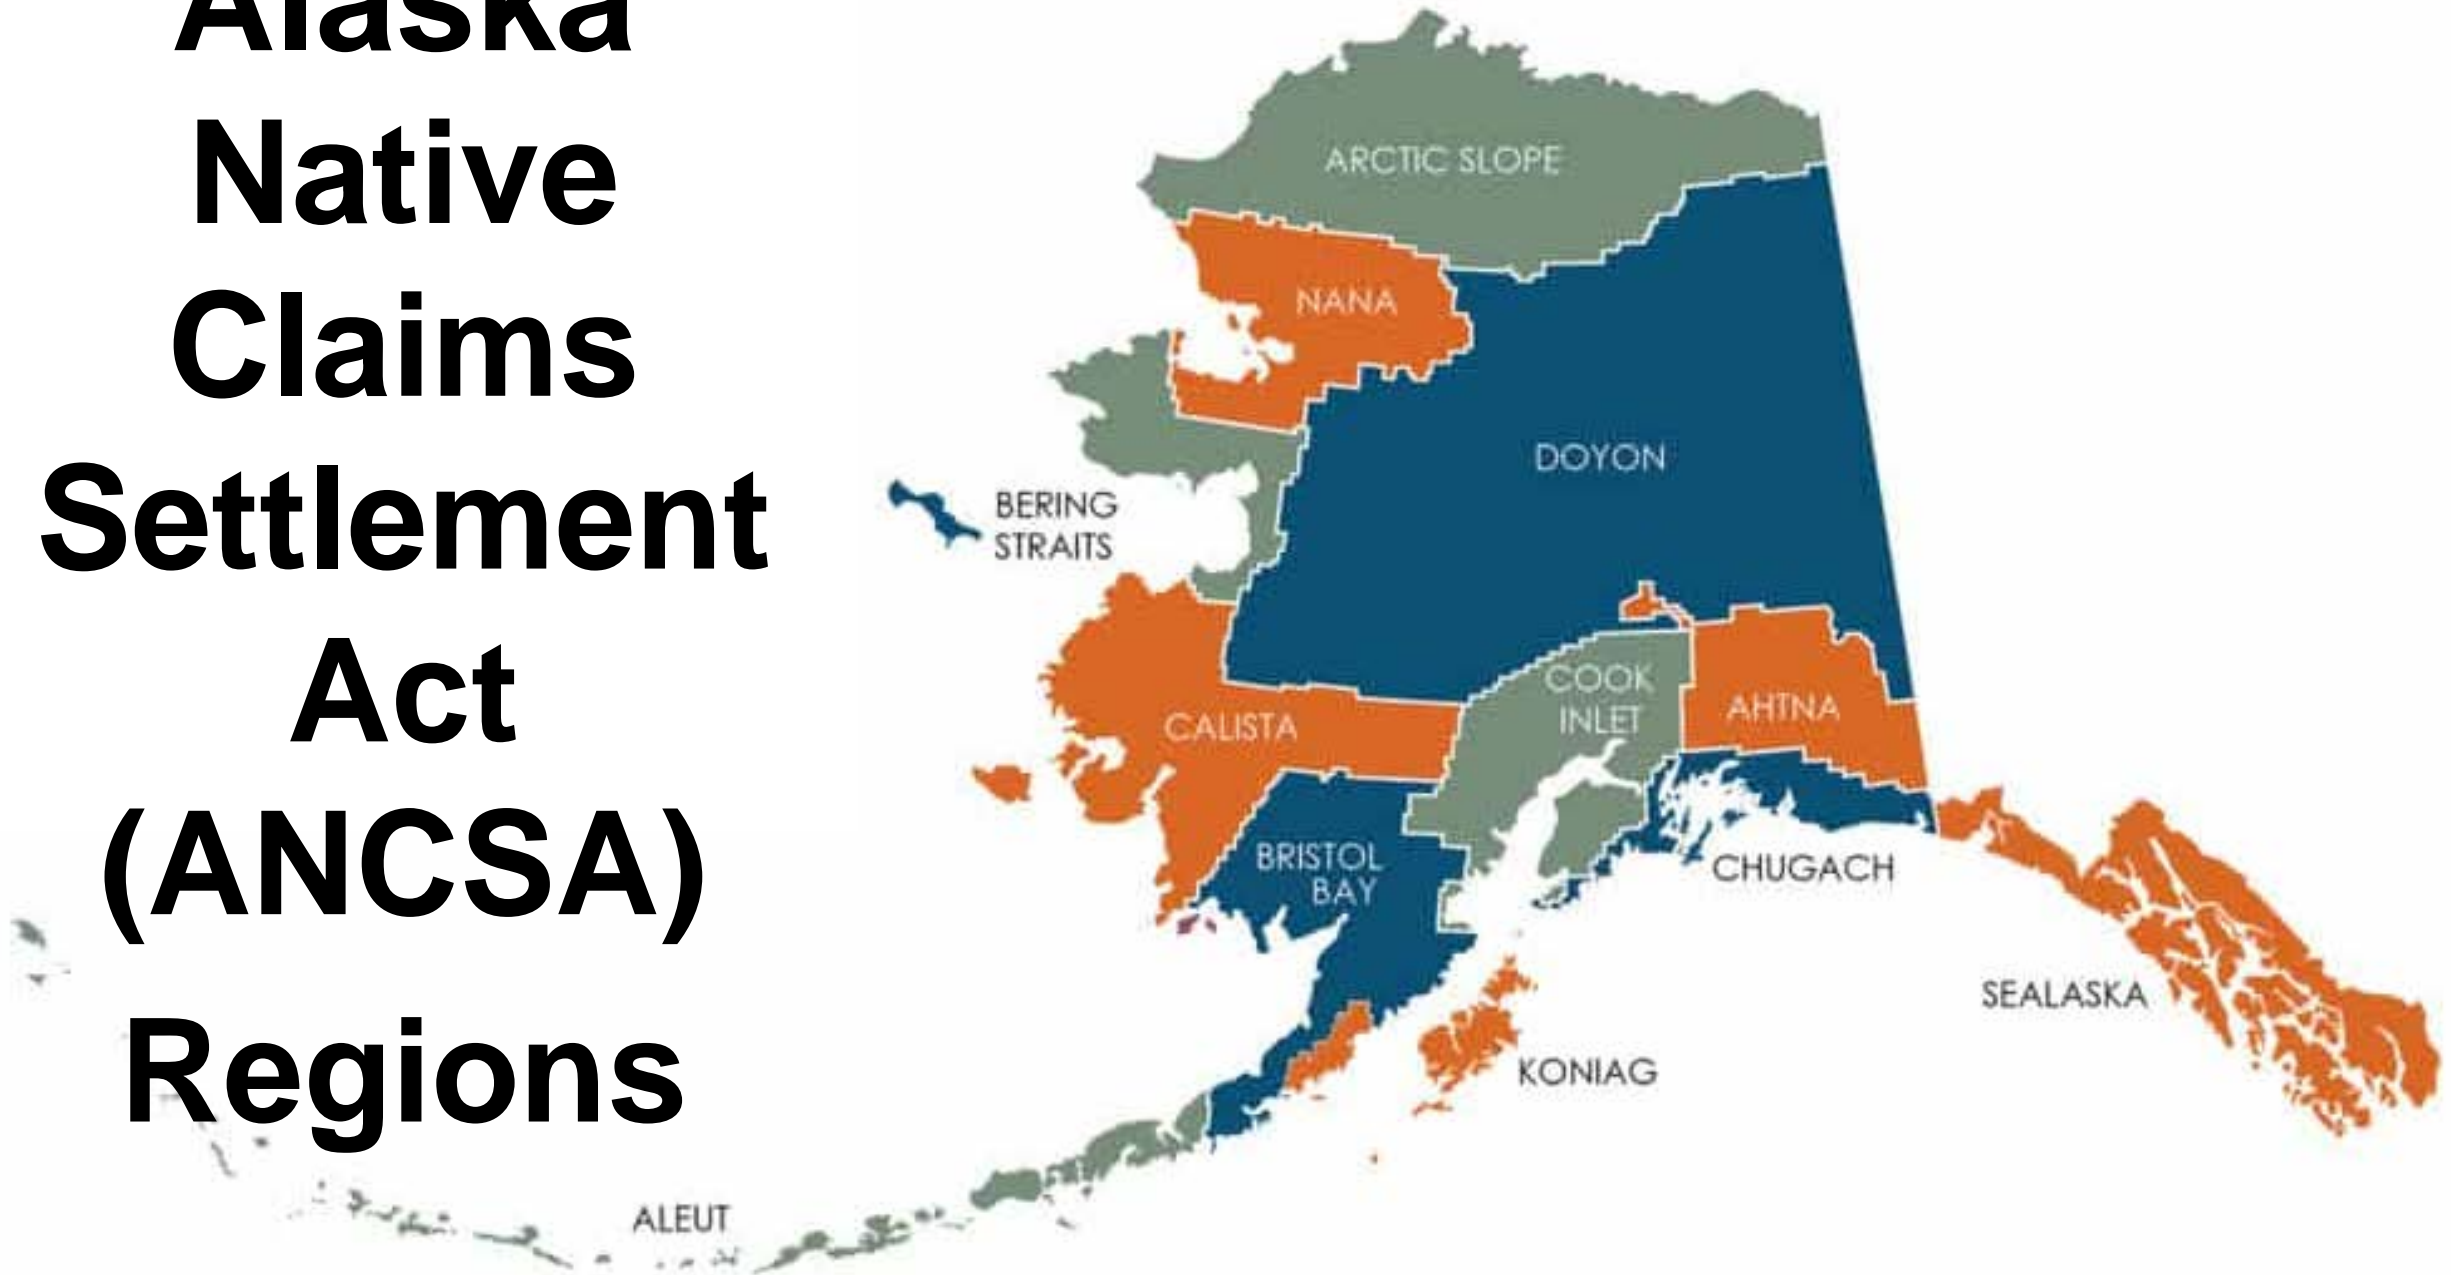 Alaska
Native
Claims
Settlement
Act
(ANCSA)
Regions
ARCTIC SLOPE
NANA
DOYON
BERING
STRAITS
COOK
INLET
AHTNA
CALISTA
BRISTOL
BAY
CHUGACH
SEALASKA
KONIAG
ALEUT